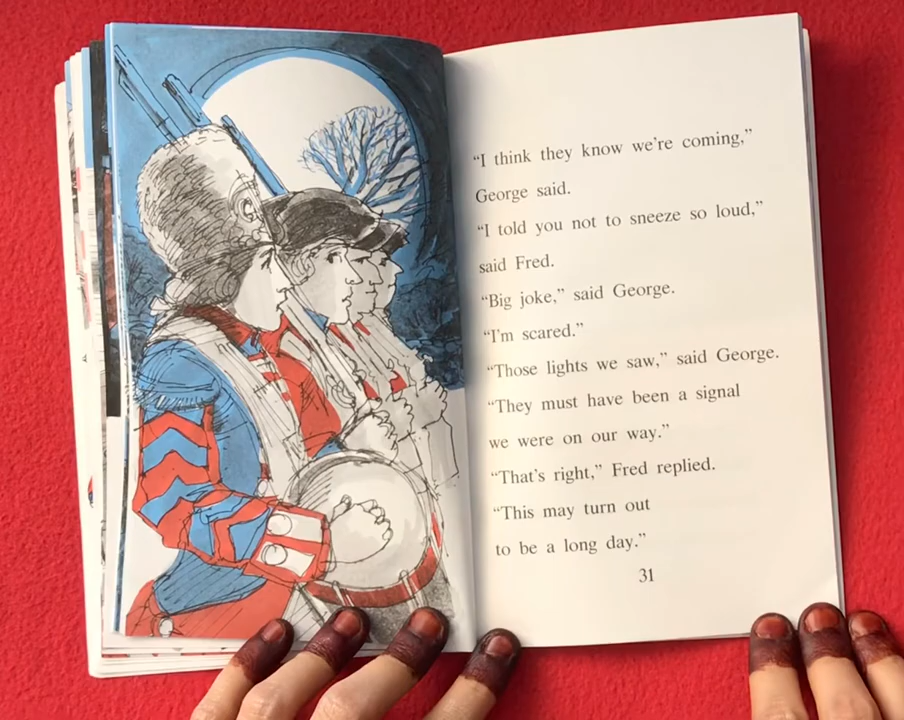 “I think they know we’re coming,”
George said.
“I told you not to sneeze so loud,”
said Fred.
“Big joke,” said George.
“I’m scared.”
“Those lights we saw,” said George.
“They must have been a signal
we were on our way.”
“That’s right,” Fred replied.
“This may turn out
to be a long day.”
31